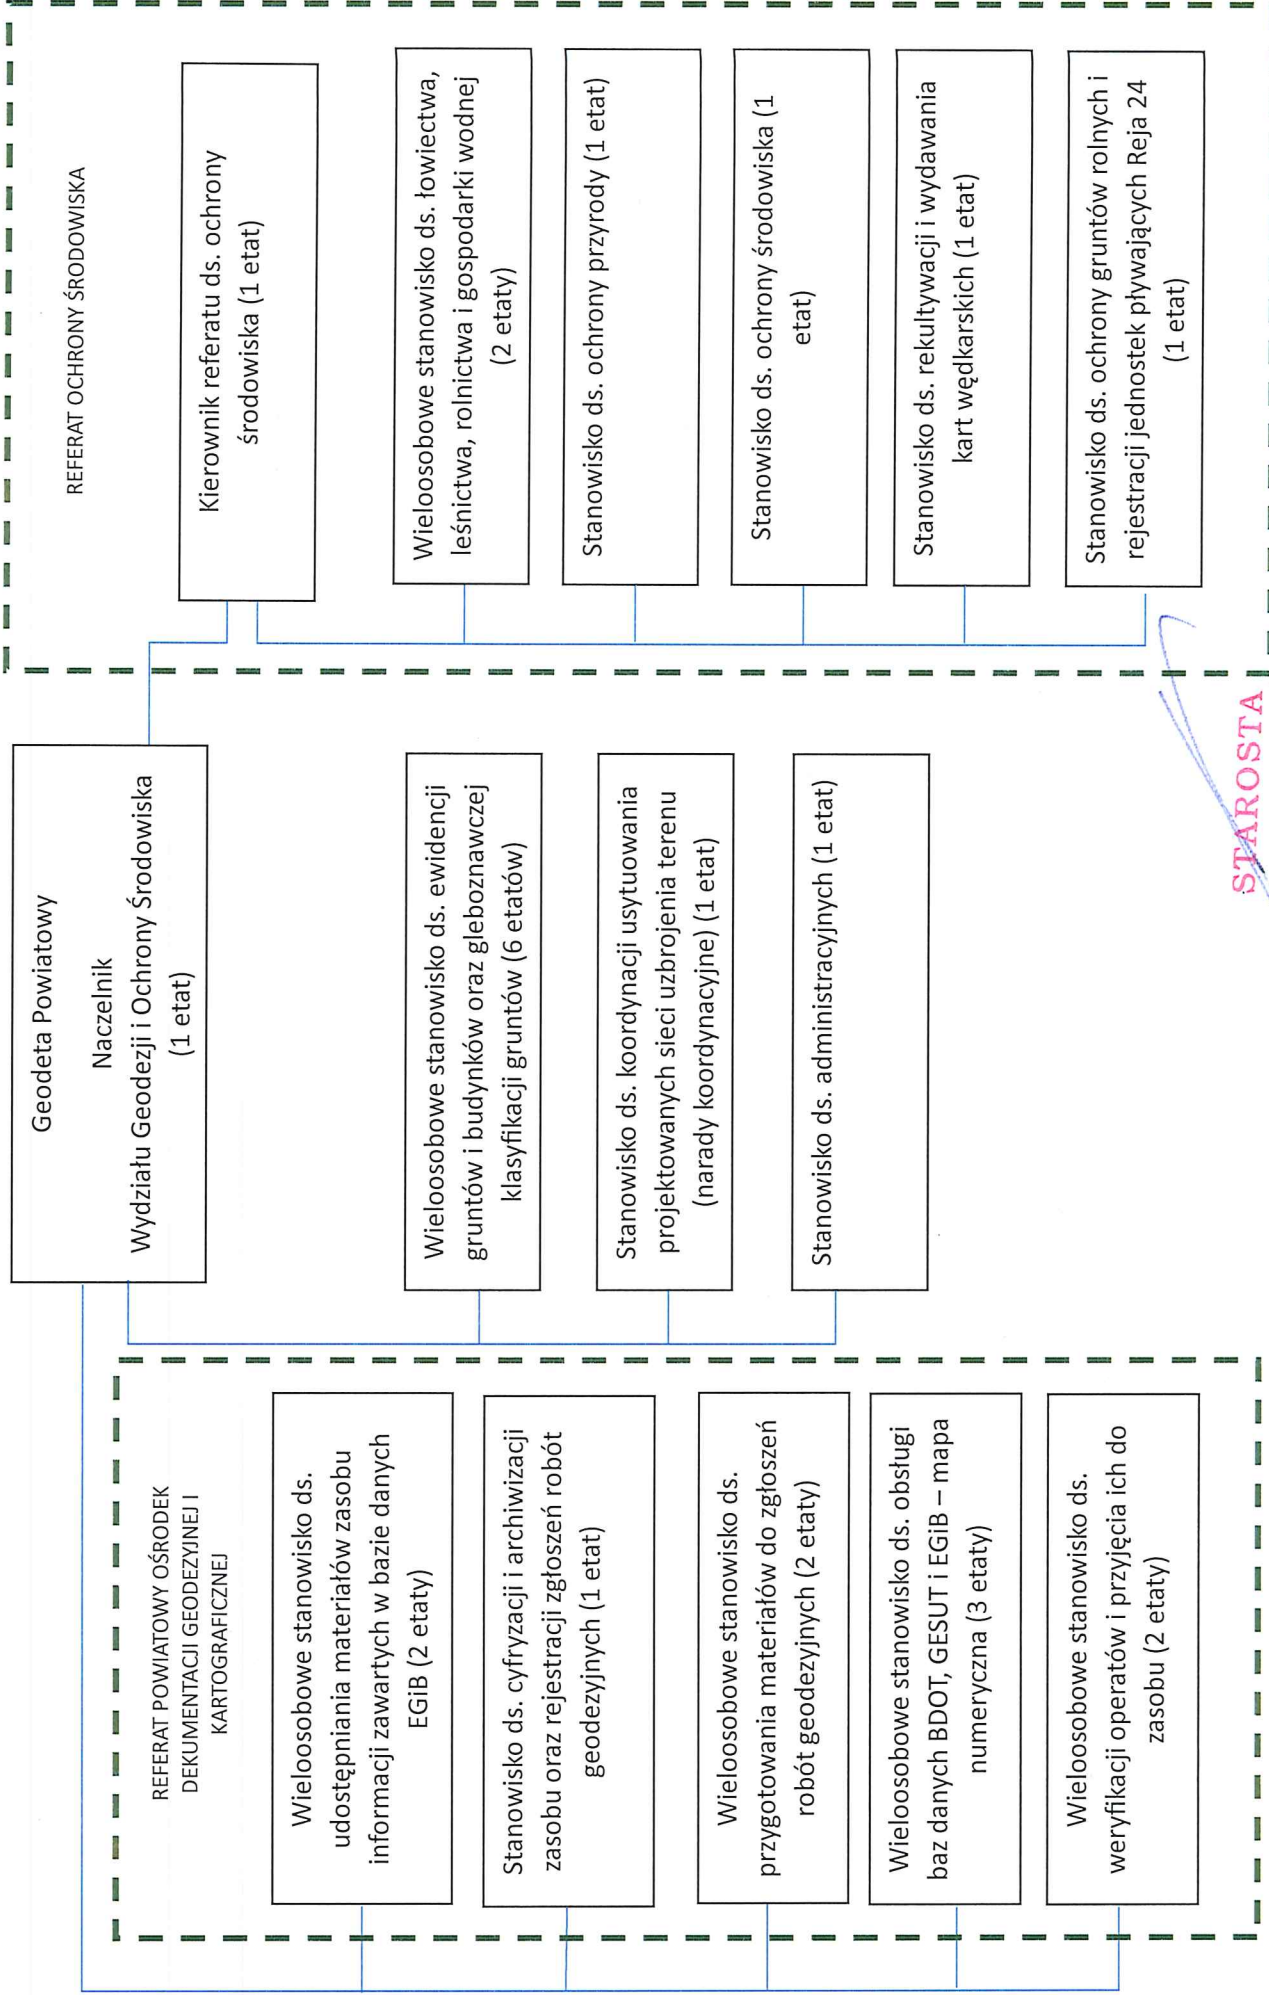 Geodeta Powiatowy
Naczelnik
Wydziału Geodezji i Ochrony Środowiska
(1 etat)
REFERAT POWIATOWY OŚRODEK
DEKUMENTACJI GEODEZYJNEJ I
KARTOGRAFICZNEJ
Wieloosobowe stanowisko ds.
udostępniania materiałów zasobu
informacji zawartych w bazie danych
EGiB (2 etaty)
Stanowisko ds. cyfryzacji i archiwizacji
zasobu oraz rejestracji zgłoszeń robót
geodezyjnych (1 etat)
Wieloosobowe stanowisko ds.
przygotowania materiałów do zgłoszeń
robót geodezyjnych (2 etaty)
Wieloosobowe stanowisko ds. obsługi
baz danych BDOT, GESUT i EGiB – mapa
numeryczna (3 etaty)
Wieloosobowe stanowisko ds.
weryfikacji operatów i przyjęcia ich do
zasobu (2 etaty)
Wieloosobowe stanowisko ds. ewidencji
gruntów i budynków oraz gleboznawczej
klasyfikacji gruntów (6 etatów)
Stanowisko ds. koordynacji usytuowania
projektowanych sieci uzbrojenia terenu
(narady koordynacyjne) (1 etat)
Stanowisko ds. administracyjnych (1 etat)
REFERAT OCHRONY ŚRODOWISKA
Kierownik referatu ds. ochrony
środowiska (1 etat)
Wieloosobowe stanowisko ds. łowiectwa,
leśnictwa, rolnictwa i gospodarki wodnej
(2 etaty)
Stanowisko ds. ochrony przyrody (1 etat)
Stanowisko ds. ochrony środowiska (1
etat)
Stanowisko ds. rekultywacji i wydawania
kart wędkarskich (1 etat)
Stanowisko ds. ochrony gruntów rolnych i
rejestracji jednostek pływających Reja 24
(1 etat)
STAROSTA